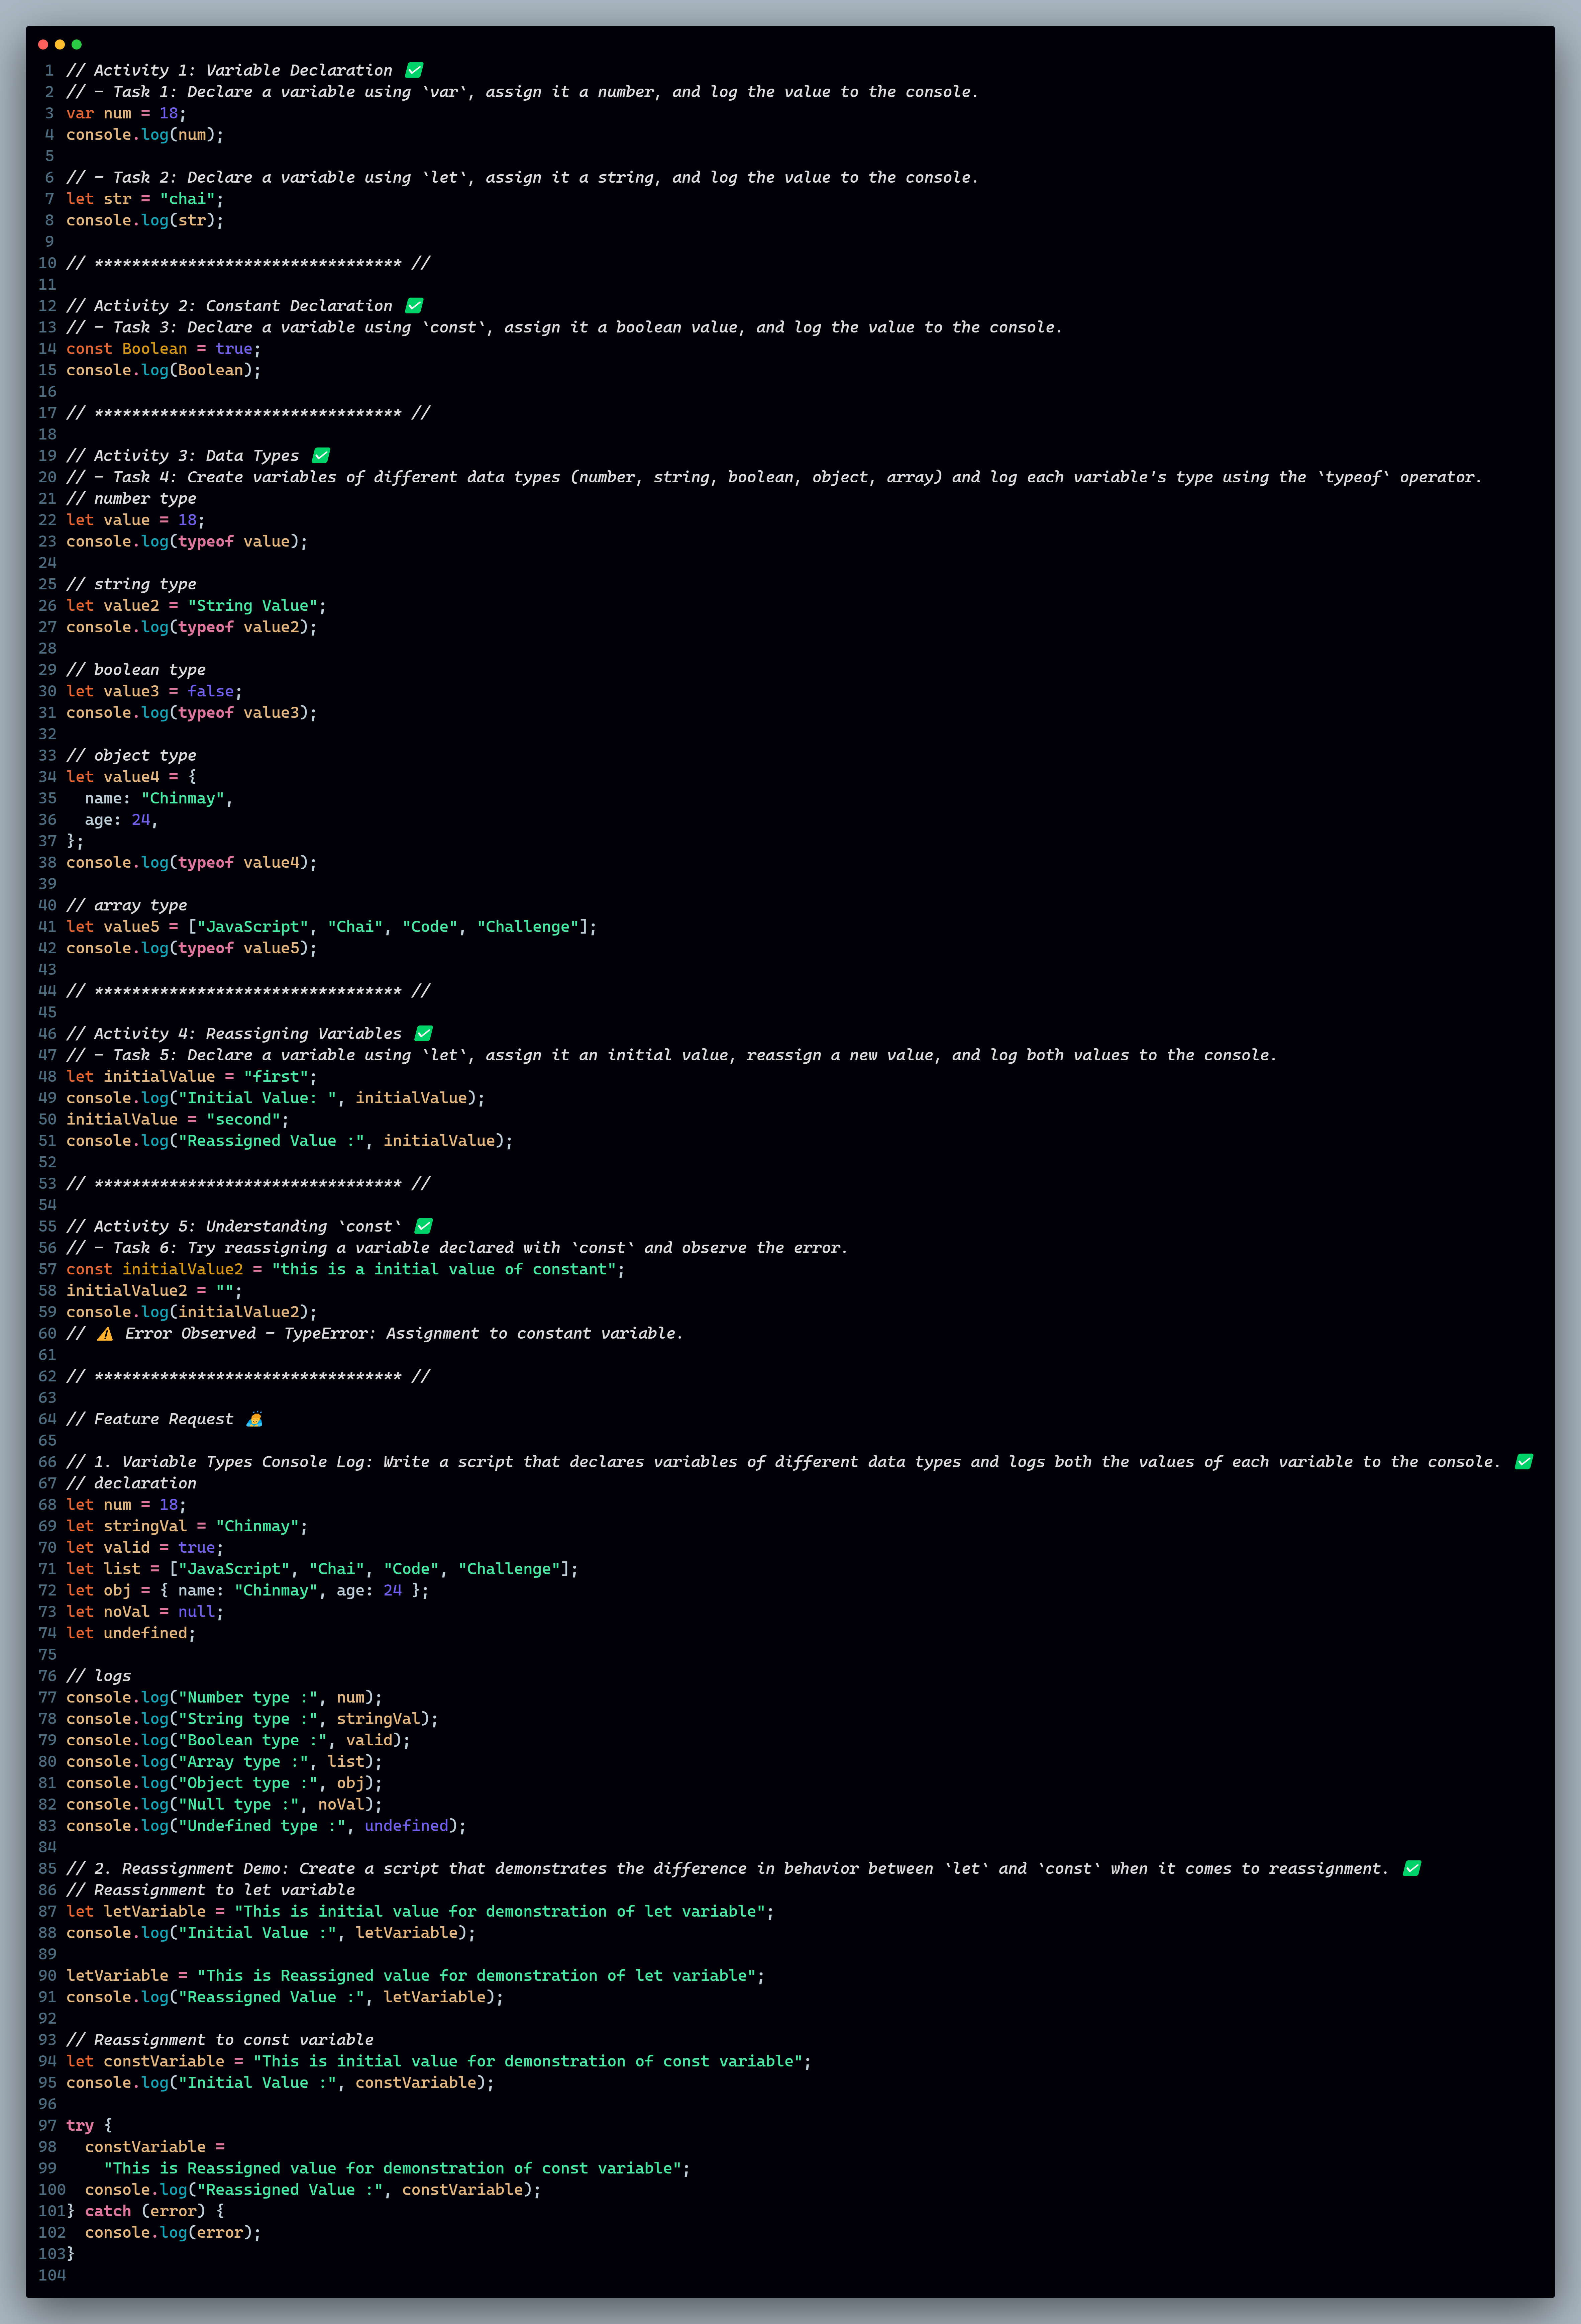 1 // Activity 1: Variable Declaration ✅
2 // - Task 1: Declare a variable using `var`, assign it a number, and log the value to the console.
3 var num = 18;
4 console.log(num);
5
6 // - Task 2: Declare a variable using `let`, assign it a string, and log the value to the console.
7 let str = "chai";
8 console.log(str);
9
10 // ********************************* //
11
12 // Activity 2: Constant Declaration ✅
13 // - Task 3: Declare a variable using `const`, assign it a boolean value, and log the value to the console.
14 const Boolean = true;
15 console.log(Boolean);
16
17 // ********************************* //
18
19 // Activity 3: Data Types ✅
20 // - Task 4: Create variables of different data types (number, string, boolean, object, array) and log each variable's type using the `typeof` operator.
21 // number type
22 let value = 18;
23 console.log(typeof value);
24
25 // string type
26 let value2 = "String Value";
27 console.log(typeof value2);
28
29 // boolean type
30 let value3 = false;
31 console.log(typeof value3);
32
33 // object type
34 let value4 = {
35   name: "Chinmay",
36   age: 24,
37 };
38 console.log(typeof value4);
39
40 // array type
41 let value5 = ["JavaScript", "Chai", "Code", "Challenge"];
42 console.log(typeof value5);
43
44 // ********************************* //
45
46 // Activity 4: Reassigning Variables ✅
47 // - Task 5: Declare a variable using `let`, assign it an initial value, reassign a new value, and log both values to the console.
48 let initialValue = "first";
49 console.log("Initial Value: ", initialValue);
50 initialValue = "second";
51 console.log("Reassigned Value :", initialValue);
52
53 // ********************************* //
54
55 // Activity 5: Understanding `const` ✅
56 // - Task 6: Try reassigning a variable declared with `const` and observe the error.
57 const initialValue2 = "this is a initial value of constant";
58 initialValue2 = "";
59 console.log(initialValue2);
60 // ⚠️ Error Observed - TypeError: Assignment to constant variable.
61
62 // ********************************* //
63
64 // Feature Request
65
66 // 1. Variable Types Console Log: Write a script that declares variables of different data types and logs both the values of each variable to the console. ✅
67 // declaration
68 let num = 18;
69 let stringVal = "Chinmay";
70 let valid = true;
71 let list = ["JavaScript", "Chai", "Code", "Challenge"];
72 let obj = { name: "Chinmay", age: 24 };
73 let noVal = null;
74 let undefined;
75
76 // logs
77 console.log("Number type :", num);
78 console.log("String type :", stringVal);
79 console.log("Boolean type :", valid);
80 console.log("Array type :", list);
81 console.log("Object type :", obj);
82 console.log("Null type :", noVal);
83 console.log("Undefined type :", undefined);
84
85 // 2. Reassignment Demo: Create a script that demonstrates the difference in behavior between `let` and `const` when it comes to reassignment. ✅
86 // Reassignment to let variable
87 let letVariable = "This is initial value for demonstration of let variable";
88 console.log("Initial Value :", letVariable);
89
90 letVariable = "This is Reassigned value for demonstration of let variable";
91 console.log("Reassigned Value :", letVariable);
92
93 // Reassignment to const variable
94 let constVariable = "This is initial value for demonstration of const variable";
95 console.log("Initial Value :", constVariable);
96
97 try {
98   constVariable =
99     "This is Reassigned value for demonstration of const variable";
100   console.log("Reassigned Value :", constVariable);
101 } catch (error) {
102   console.log(error);
103 }
104